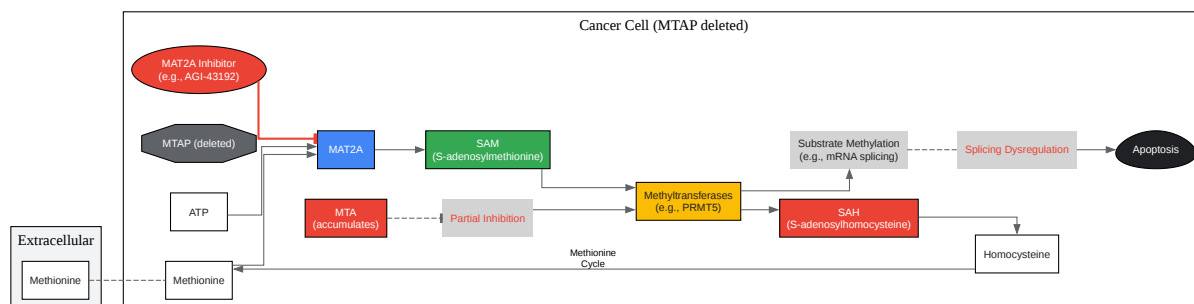 Cancer Cell (MTAP deleted)
MAT2A Inhibitor
(e.g., AGI-43192)
MTAP (deleted)
MAT2A
SAM
(S-adenosylmethionine)
Substrate Methylation
(e.g., mRNA splicing)
Splicing Dysregulation
Apoptosis
ATP
MTA
(accumulates)
Partial Inhibition
Methyltransferases
(e.g., PRMT5)
SAH
(S-adenosylhomocysteine)
Extracellular
Methionine
Methionine
Methionine
Cycle
Homocysteine